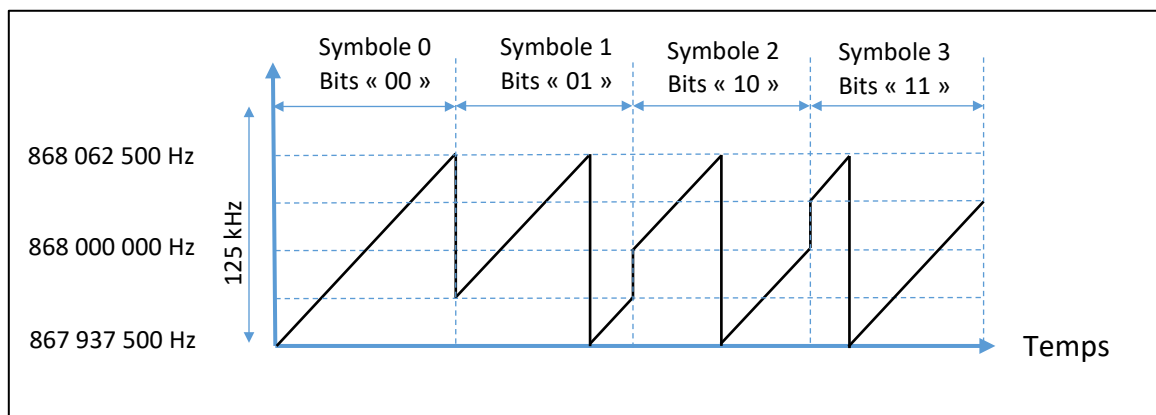 Symbole 0
Bits « 00 »
Symbole 1
Bits « 01 »
Symbole 2
Bits « 10 »
Symbole 3
Bits « 11 »
868 062 500 Hz
125 kHz
868 000 000 Hz
867 937 500 Hz
Temps